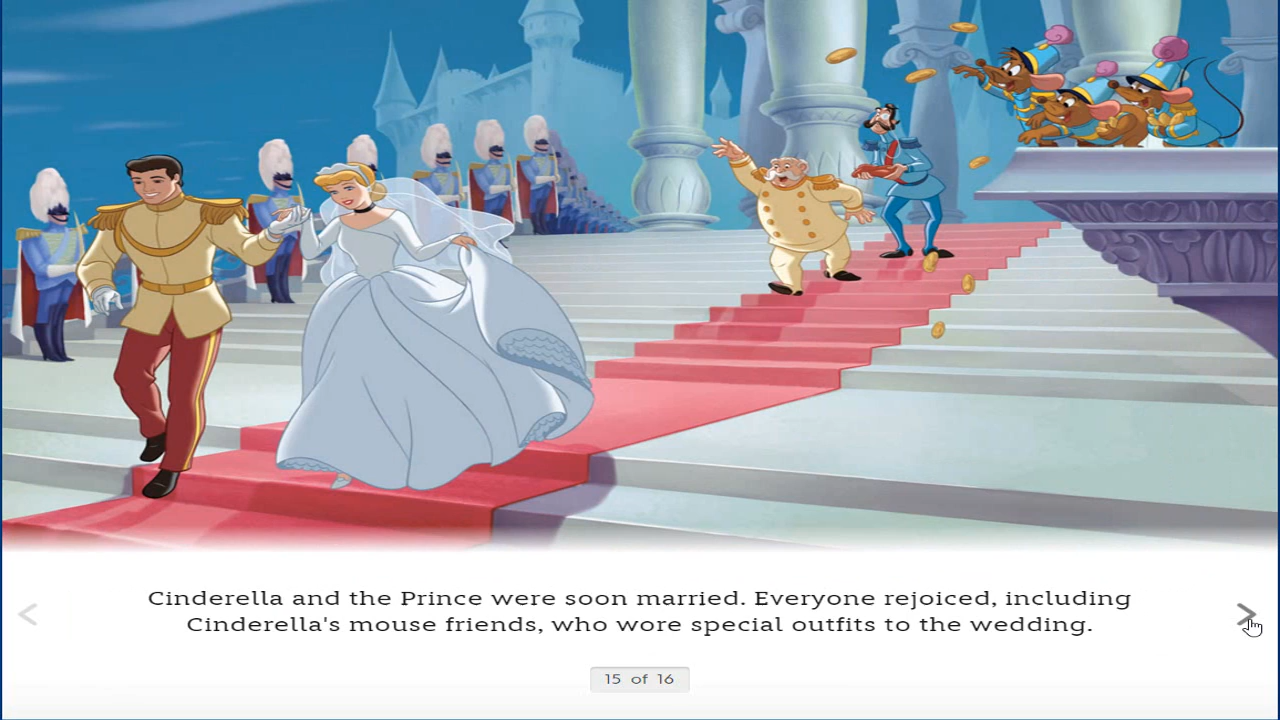 Cinderella and the Prince were soon married. Everyone rejoiced, including
Cinderella's mouse friends, who wore special outfits to the wedding.
15 of 16